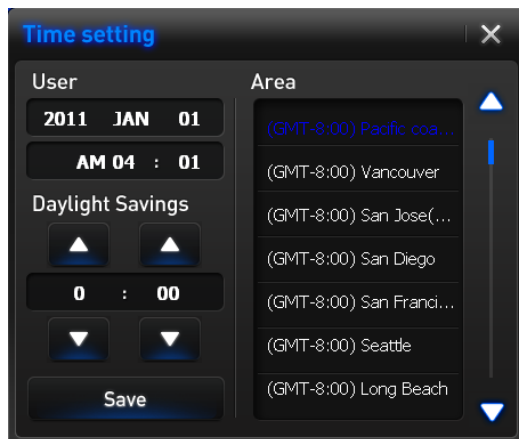 Time setting
User
2011 JAN 01
AM 04 : 01
Daylight Savings
0 : 00
Save
Area
(GMT-8:00) Pacific coa...
(GMT-8:00) Vancouver
(GMT-8:00) San Jose(...
(GMT-8:00) San Diego
(GMT-8:00) San Franci...
(GMT-8:00) Seattle
(GMT-8:00) Long Beach